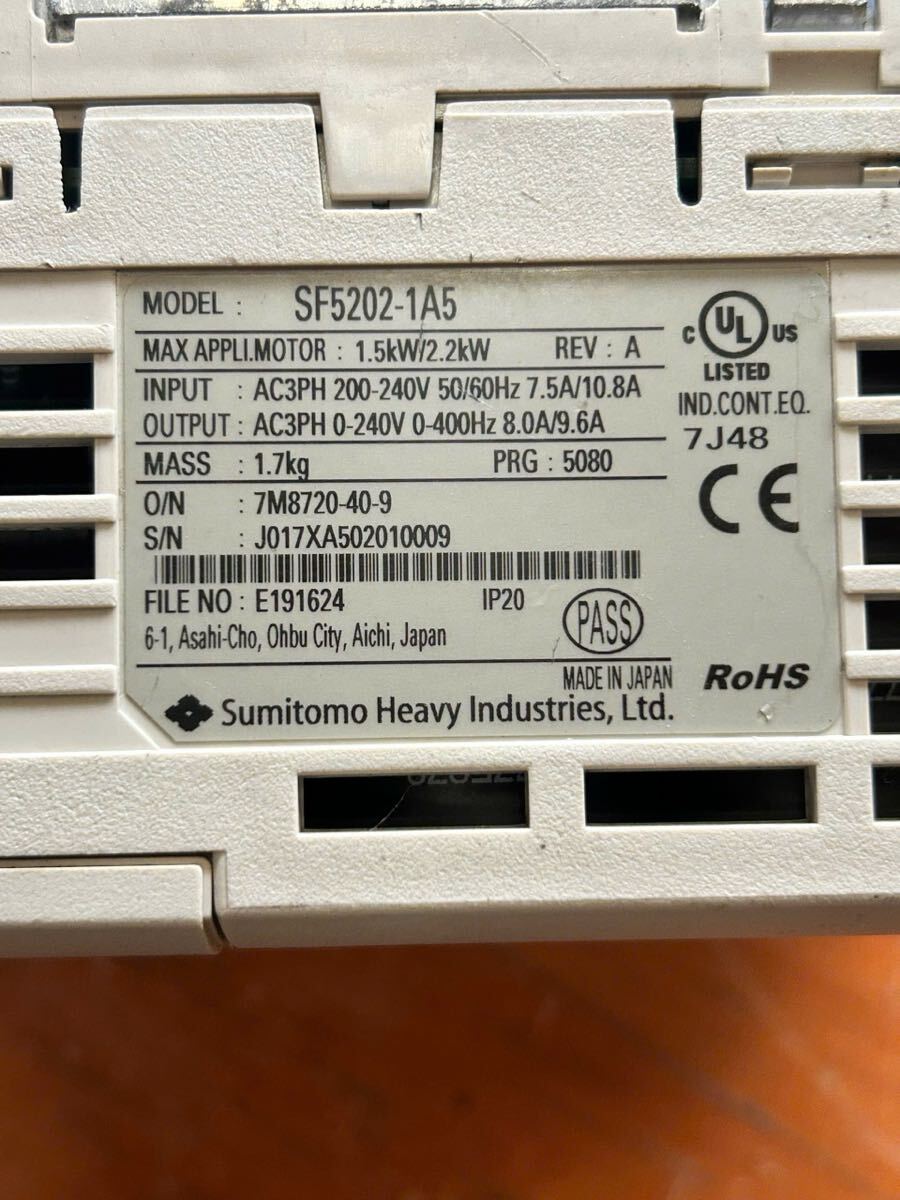 MODEL : SF5202-1A5
MAX APPLI.MOTOR : 1.5kW/2.2kW REV : A
INPUT : AC3PH 200-240V 50/60Hz 7.5A/10.8A
OUTPUT : AC3PH 0-240V 0-400Hz 8.0A/9.6A
MASS : 1.7kg PRG : 5080
O/N : 7M8720-40-9
S/N : J017XA502010009
FILE NO : E191624 IP20
PASS
6-1, Asahi-Cho, Ohbu City, Aichi, Japan
MADE IN JAPAN
Sumitomo Heavy Industries, Ltd.
C UL US
LISTED
IND.CONT.EQ.
7J48
CE
RoHS